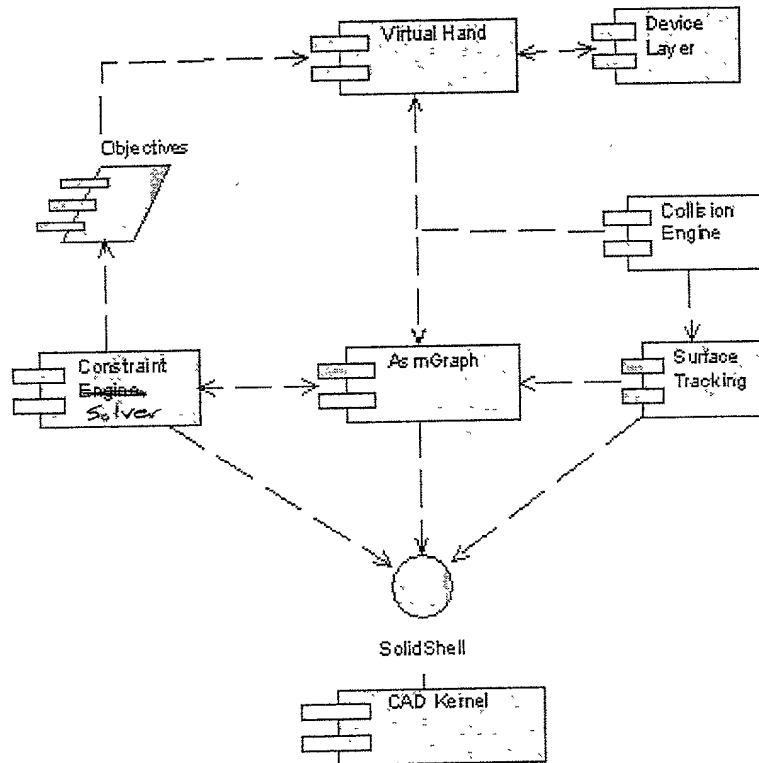 Virtual Hand
Device
Layer
Objectives
Collision
Engine
Constraint
Engine
Solver
AsmGraph
Surface
Tracking
SolidShell
CAD Kernel